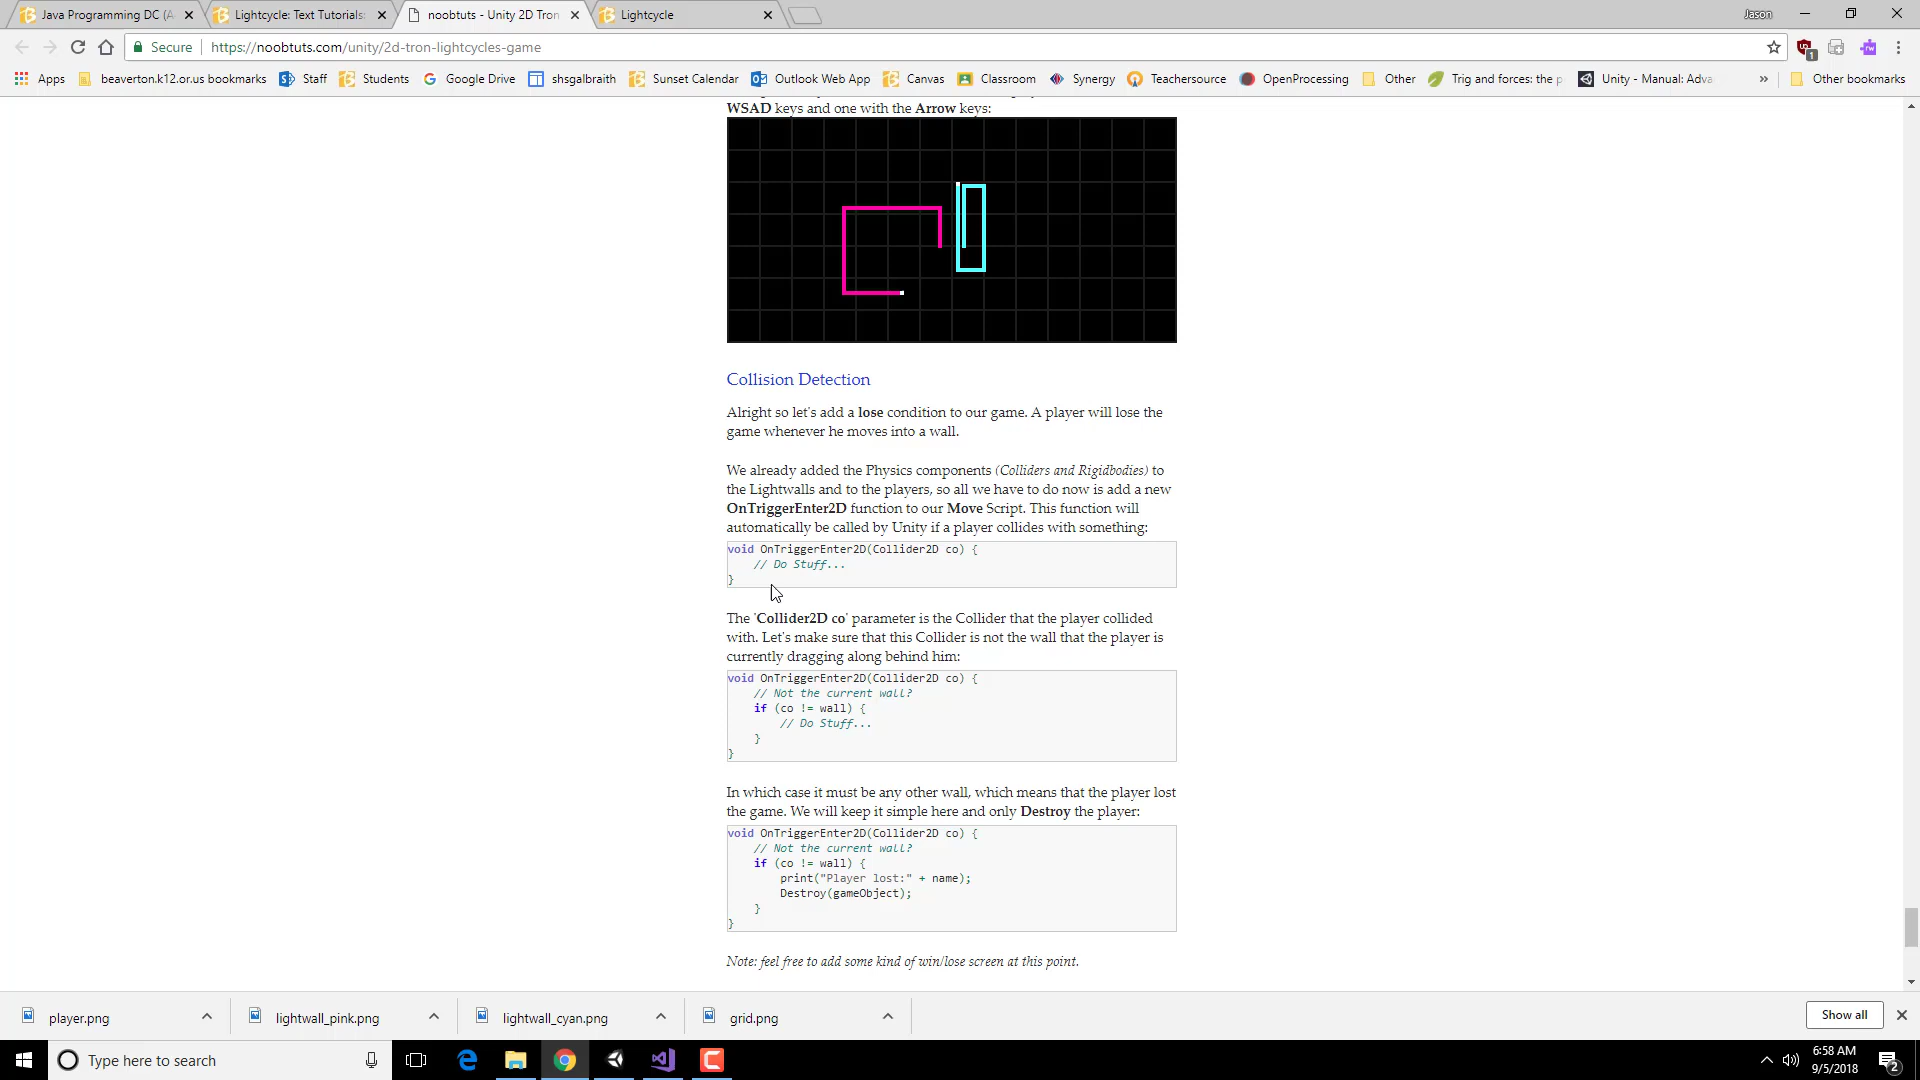 Java Programming DC (A
Lightcycle: Text Tutorials:
noobtuts - Unity 2D Tron
Lightcycle
Jason
Secure
https://noobtuts.com/unity/2d-tron-lightcycles-game
1
Apps
beaverton.k12.or.us bookmarks
Staff
Students
Google Drive
shsgalbraith
Sunset Calendar
Outlook Web App
Canvas
Classroom
Synergy
Teachersource
OpenProcessing
Other
Trig and forces: the p
Unity - Manual: Adva
»
Other bookmarks
WSAD keys and one with the Arrow keys:
Collision Detection
Alright so let's add a lose condition to our game. A player will lose the
game whenever he moves into a wall.
We already added the Physics components (Colliders and Rigidbodies) to
the Lightwalls and to the players, so all we have to do now is add a new
OnTriggerEnter2D function to our Move Script. This function will
automatically be called by Unity if a player collides with something:
void OnTriggerEnter2D(Collider2D co) {
// Do Stuff...
}
The 'Collider2D co' parameter is the Collider that the player collided
with. Let's make sure that this Collider is not the wall that the player is
currently dragging along behind him:
void OnTriggerEnter2D(Collider2D co) {
// Not the current wall?
if (co != wall) {
// Do Stuff...
}
}
In which case it must be any other wall, which means that the player lost
the game. We will keep it simple here and only Destroy the player:
void OnTriggerEnter2D(Collider2D co) {
// Not the current wall?
if (co != wall) {
print("Player lost:" + name);
Destroy(gameObject);
}
}
Note: feel free to add some kind of win/lose screen at this point.
player.png
lightwall_pink.png
lightwall_cyan.png
grid.png
Show all
Type here to search
6:58 AM
9/5/2018
2